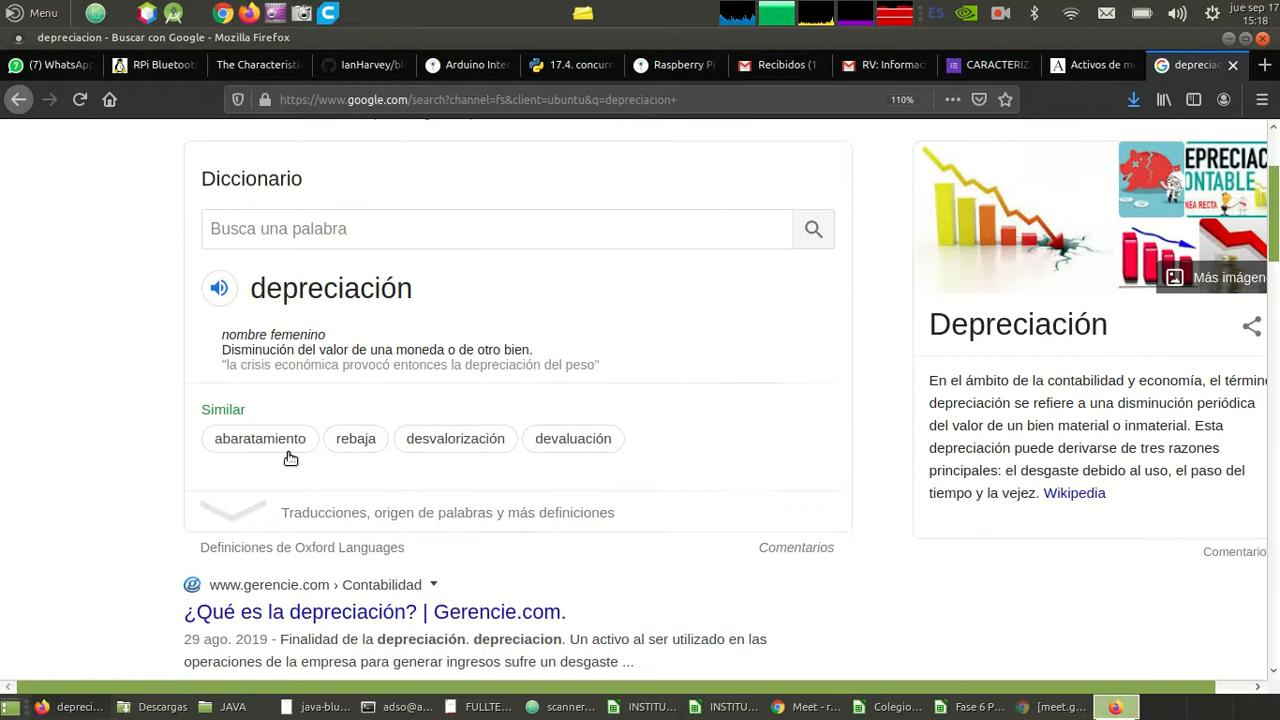 Menu
ES
jue sep 17
15:18
depreciacion - Buscar con Google - Mozilla Firefox
(7) WhatsApp
RPi Bluetoot
The Characteristi
IanHarvey/bl
Arduino Inter
17.4. concurr
Raspberry Pi
Recibidos (1
RV: Informac
CARACTERIZ
Activos de m
depreciac
https://www.google.com/search?channel=fs&client=ubuntu&q=depreciacion+
110%
Diccionario
Busca una palabra
depreciación
nombre femenino
Disminución del valor de una moneda o de otro bien.
"la crisis económica provocó entonces la depreciación del peso"
Similar
abaratamiento
rebaja
desvalorización
devaluación
Traducciones, origen de palabras y más definiciones
Definiciones de Oxford Languages
Comentarios
www.gerencie.com › Contabilidad
¿Qué es la depreciación? | Gerencie.com.
29 ago. 2019 - Finalidad de la depreciación. depreciacion. Un activo al ser utilizado en las
operaciones de la empresa para generar ingresos sufre un desgaste ...
EPRECIAC
ONTABLE
NEA RECTA
Más imágen
Depreciación
En el ámbito de la contabilidad y economía, el términ
depreciación se refiere a una disminución periódica
del valor de un bien material o inmaterial. Esta
depreciación puede derivarse de tres razones
principales: el desgaste debido al uso, el paso del
tiempo y la vejez. Wikipedia
Comentario
depreci...
Descargas
JAVA
java-blu...
adso@a...
FULLTE...
scanner...
INSTITU...
INSTITU...
Meet - r...
Colegio...
Fase 6 P...
[meet.g...